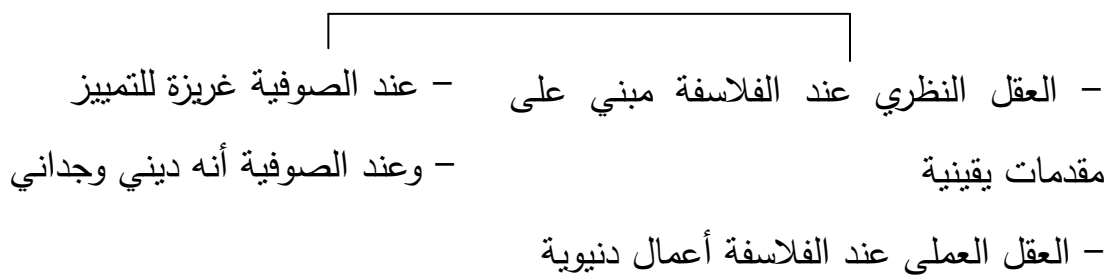 – العقل النظري عند الفلاسفة مبني على
مقدمات يقينية
– العقل العملي عند الفلاسفة أعمال دنيوية
– عند الصوفية غريزة للتمييز
– وعند الصوفية أنه ديني وجداني